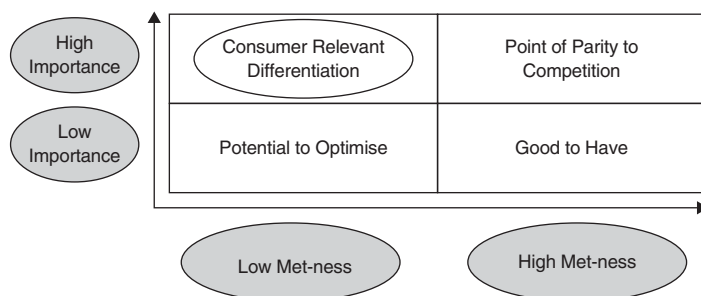 High
Importance
Consumer Relevant
Differentiation
Point of Parity to
Competition
Low
Importance
Potential to Optimise
Good to Have
Low Met-ness
High Met-ness